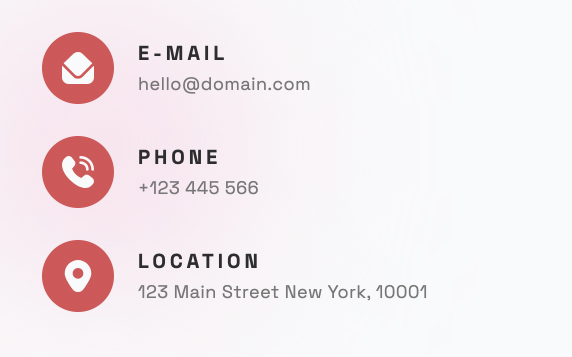 E-MAIL
hello@domain.com
PHONE
+123 445 566
LOCATION
123 Main Street New York, 10001